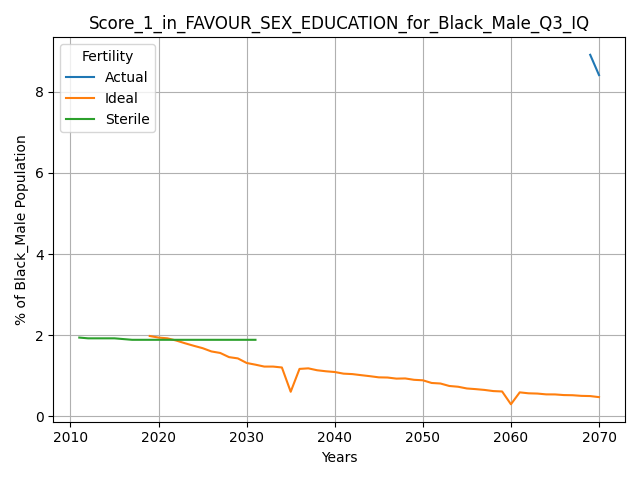 Score_1_in_FAVOUR_SEX_EDUCATION_for_Black_Male_Q3_IQ
Fertility
Actual
Ideal
Sterile
% of Black_Male Population
8
6
4
2
0
2010 2020 2030 2040 2050 2060 2070
Years